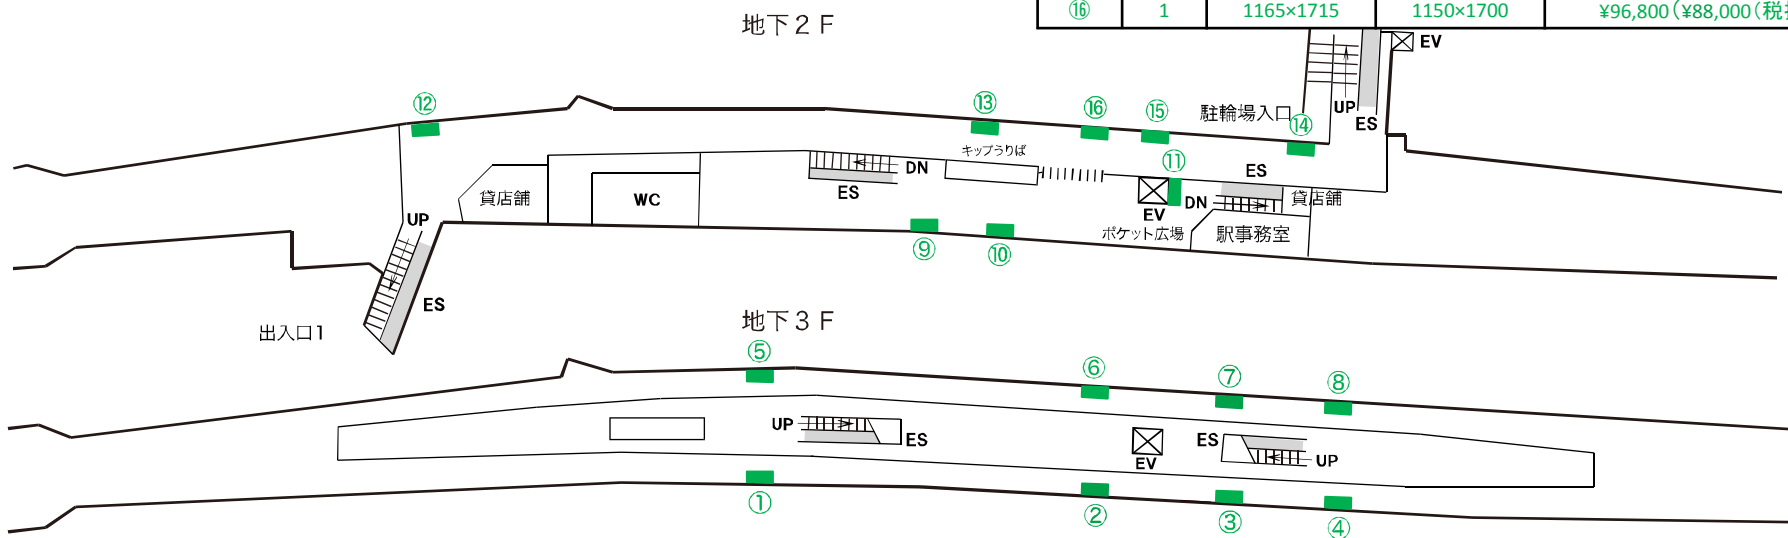 ⑯ 1 1165×1715 1150×1700 ¥96,800(¥88,000(税
地下2F
EV
⑫
⑬
⑯
⑮
駐輪場入口
UP
ES
⑭
キップうりば
⑪
DN
ES
ES
貸店舗
WC
EV
DN
貸店舗
UP
ポケット広場
駅事務室
⑨
⑩
ES
出入口1
地下3F
⑤
⑥
⑦
⑧
UP
ES
EV
ES
UP
①
②
③
④